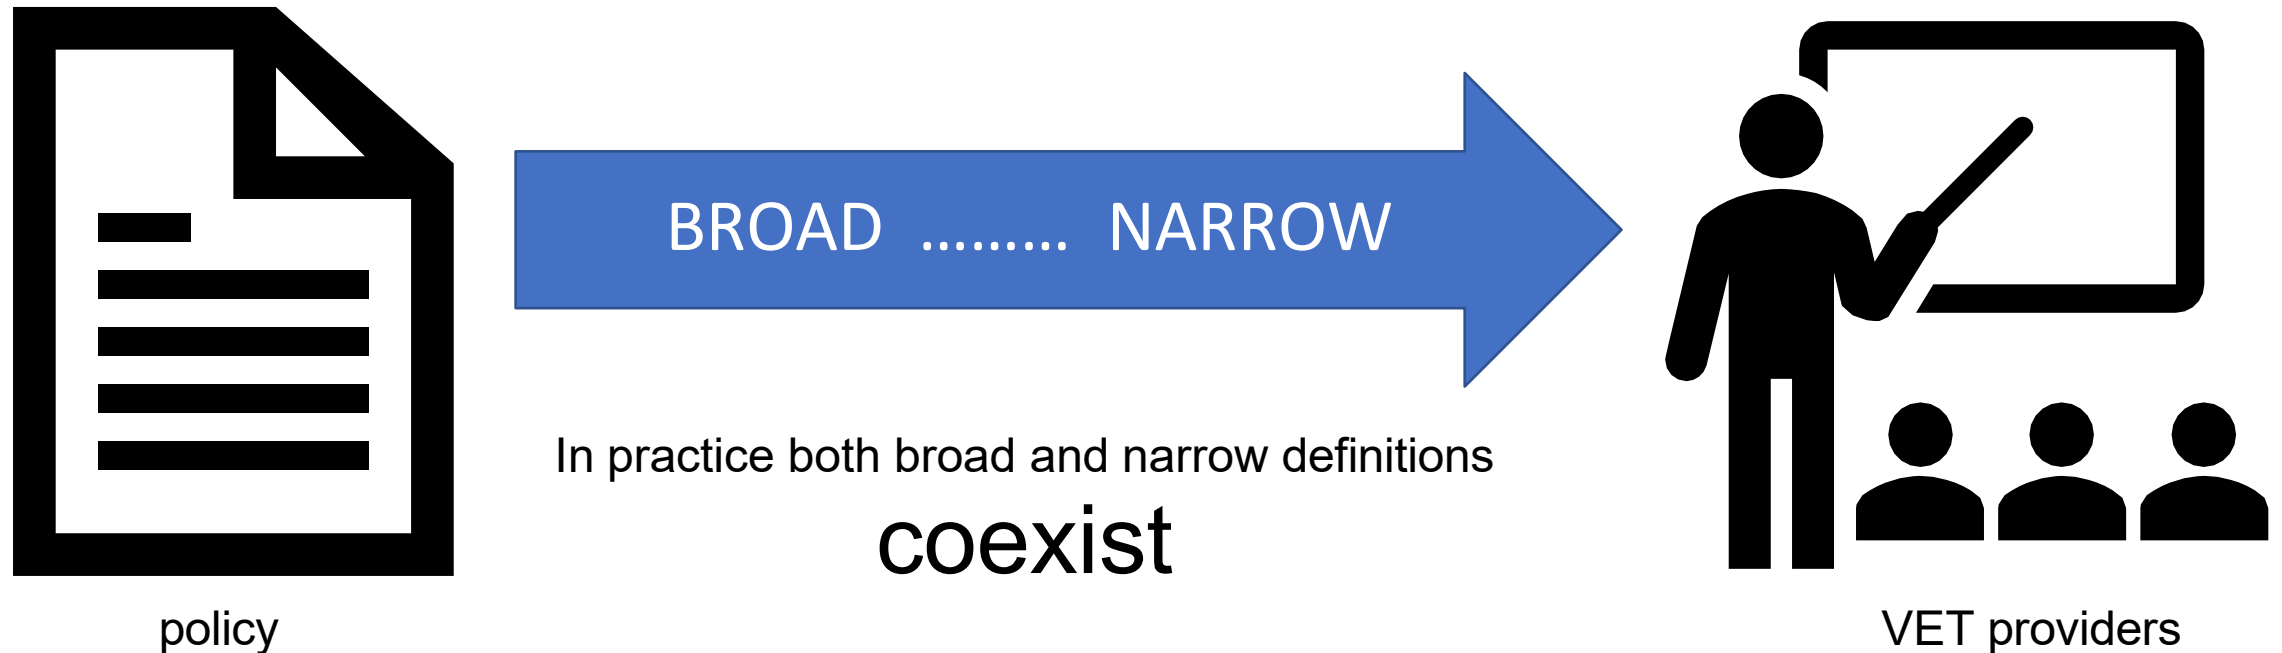 BROAD ......... NARROW
In practice both broad and narrow definitions
coexist
policy
VET providers